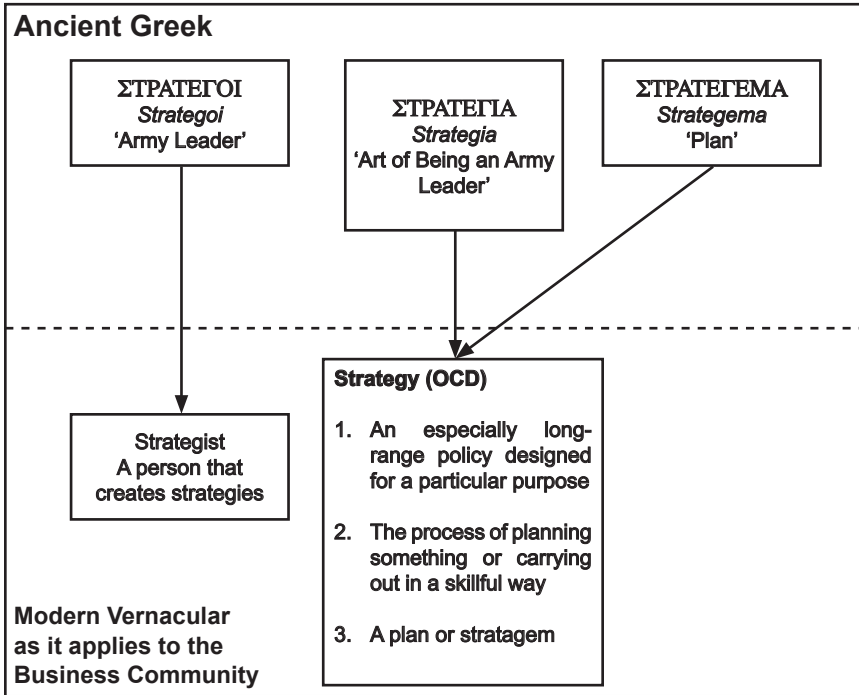 Ancient Greek
ΣΤΡΑΤΕΓΟΙ
Strategoi
‘Army Leader’
ΣΤΡΑΤΕΓΙΑ
Strategia
‘Art of Being an Army
Leader’
ΣΤΡΑΤΕΓΕΜΑ
Strategema
‘Plan’
Strategist
A person that
creates strategies
Strategy (OCD)
1. An especially long-
range policy designed
for a particular purpose
2. The process of planning
something or carrying
out in a skillful way
3. A plan or stratagem
Modern Vernacular
as it applies to the
Business Community